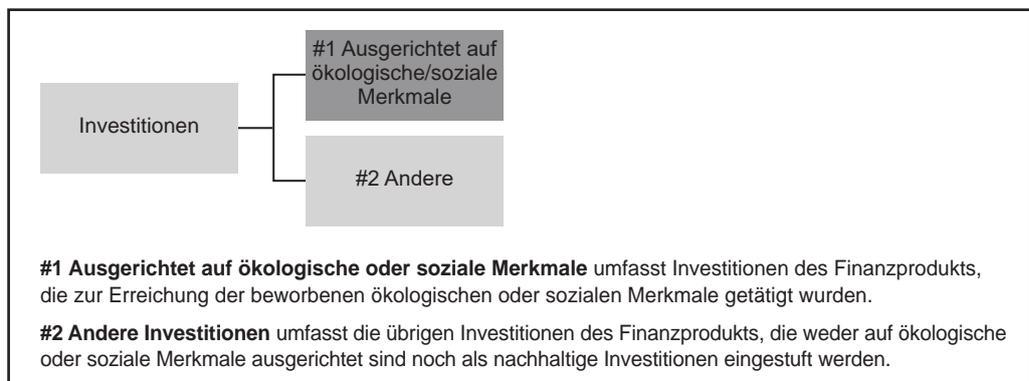 #1 Ausgerichtet auf
ökologische/soziale
Merkmale
Investitionen
#2 Andere
#1 Ausgerichtet auf ökologische oder soziale Merkmale umfasst Investitionen des Finanzprodukts,
die zur Erreichung der beworbenen ökologischen oder sozialen Merkmale getätigt wurden.
#2 Andere Investitionen umfasst die übrigen Investitionen des Finanzprodukts, die weder auf ökologische
oder soziale Merkmale ausgerichtet sind noch als nachhaltige Investitionen eingestuft werden.